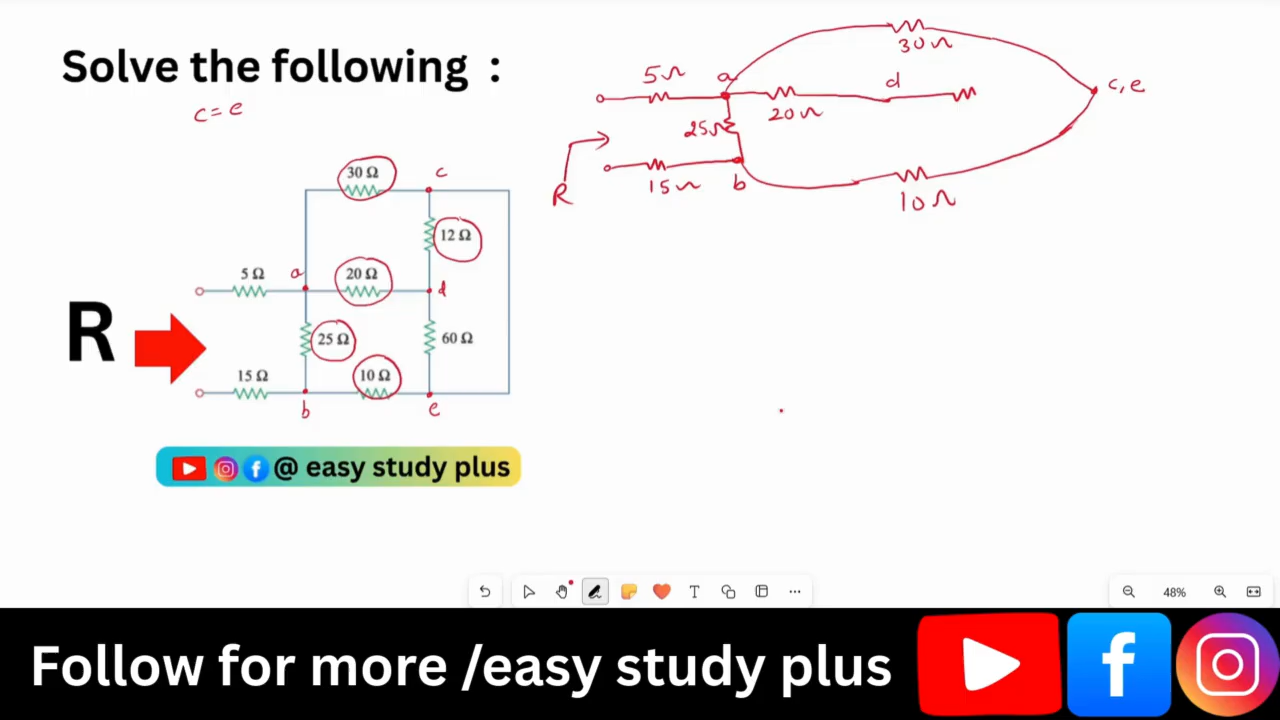 Solve the following :
c = e
30 Ω
c
12 Ω
5 Ω
a
20 Ω
d
R
25 Ω
60 Ω
15 Ω
10 Ω
b
e
@ easy study plus
30Ω
5Ω
a
d
c, e
20Ω
25Ω
R
15Ω
b
10Ω
48%
T
Follow for more /easy study plus
f